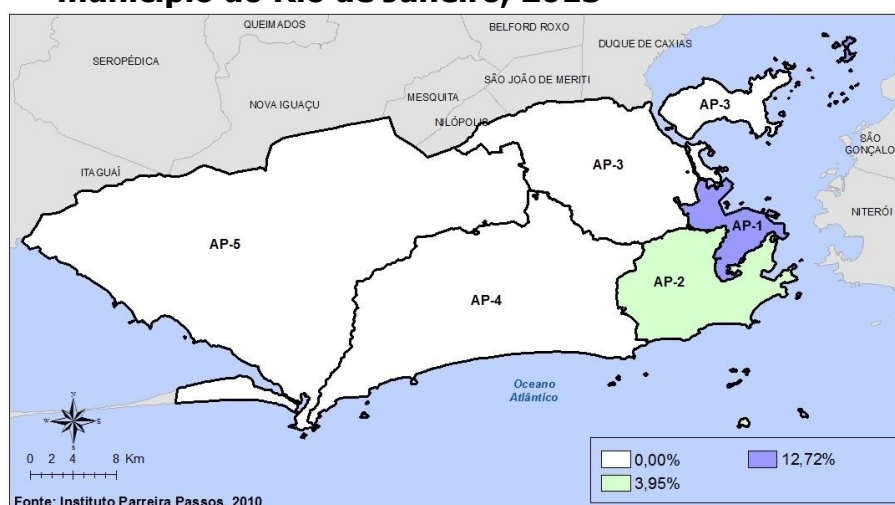 Município do Rio de Janeiro, 2013
QUEIMADOS
BELFORD ROXO
DUQUE DE CAXIAS
SEROPÉDICA
SÃO JOÃO DE MERITI
NOVA IGUAÇU
MESQUITA
NILÓPOLIS
AP-3
SÃO
GONÇALO
ITAGUAÍ
AP-3
NITERÓI
AP-1
AP-5
AP-2
AP-4
Oceano
Atlântico
N
W E
S
0 2 4 8 Km
0,00%
12,72%
3,95%
Fonte: Instituto Parreira Passos, 2010